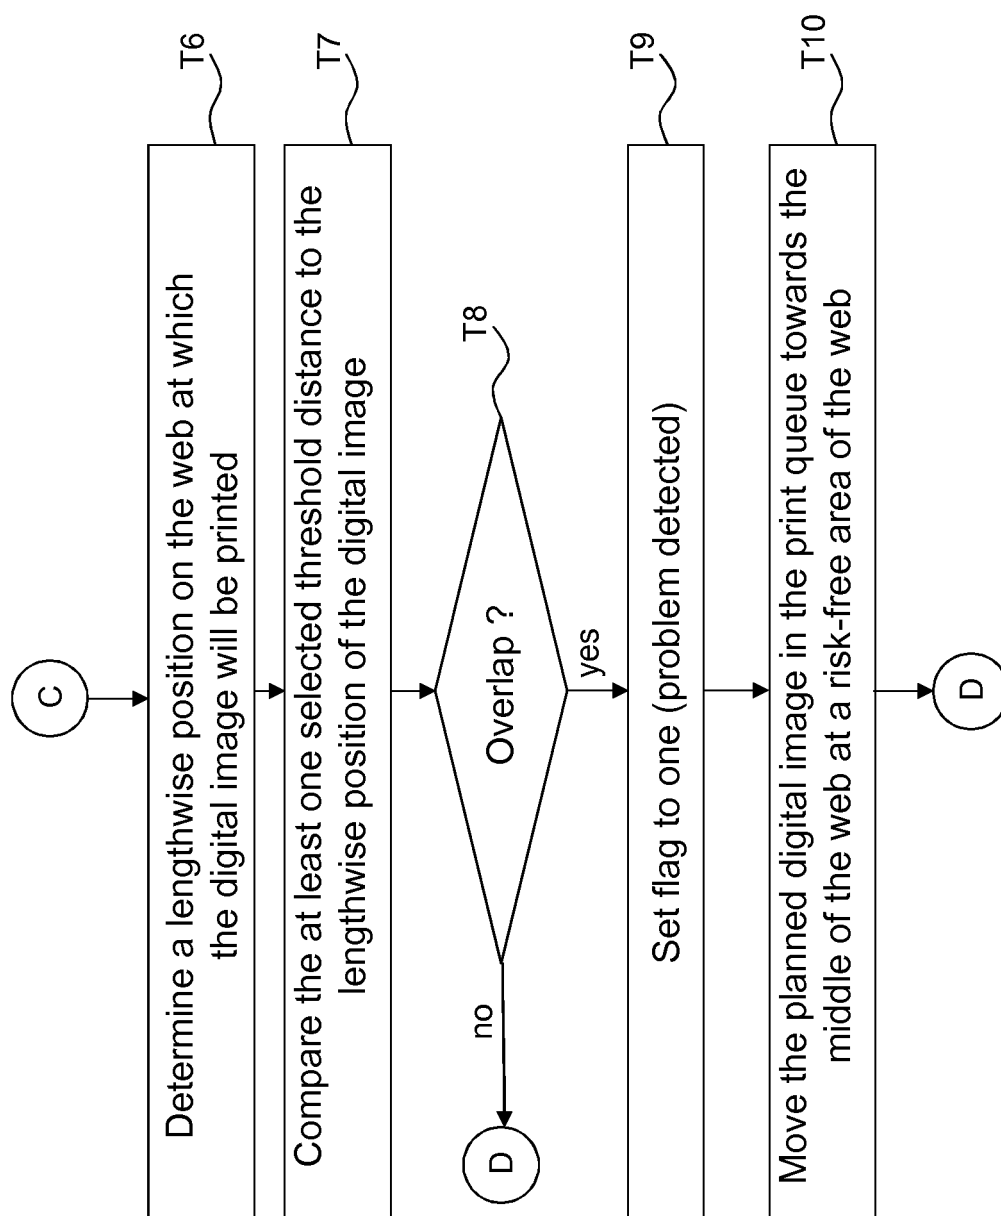 C
Determine a lengthwise position on the web at which
the digital image will be printed
T6
Compare the at least one selected threshold distance to the
lengthwise position of the digital image
T7
Overlap ?
T8
no
D
yes
Set flag to one (problem detected)
T9
Move the planned digital image in the print queue towards the
middle of the web at a risk-free area of the web
T10
D